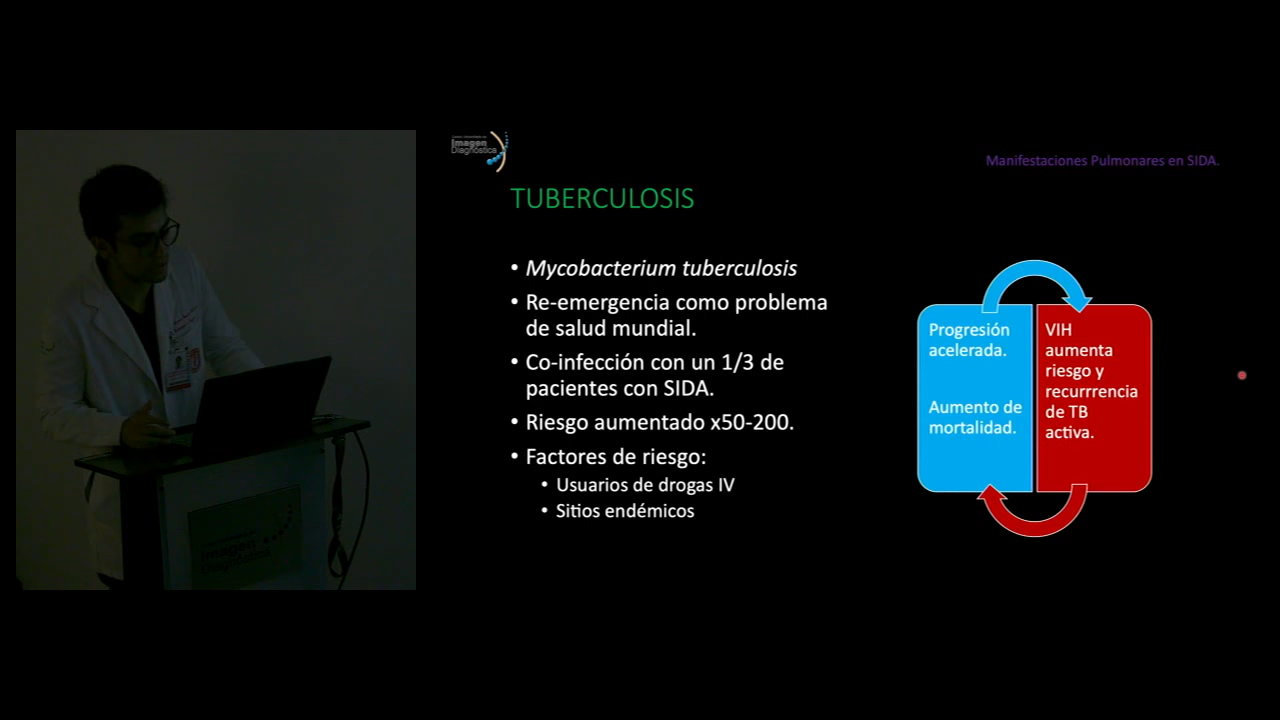 Imagen
Diagnóstica
Manifestaciones Pulmonares en SIDA.
TUBERCULOSIS
• Mycobacterium tuberculosis
• Re-emergencia como problema
de salud mundial.
• Co-infección con un 1/3 de
pacientes con SIDA.
• Riesgo aumentado x50-200.
• Factores de riesgo:
• Usuarios de drogas IV
• Sitios endémicos
Progresión
acelerada.
Aumento de
mortalidad.
VIH
aumenta
riesgo y
recurrrencia
de TB
activa.
Imagen
Diagnóstica